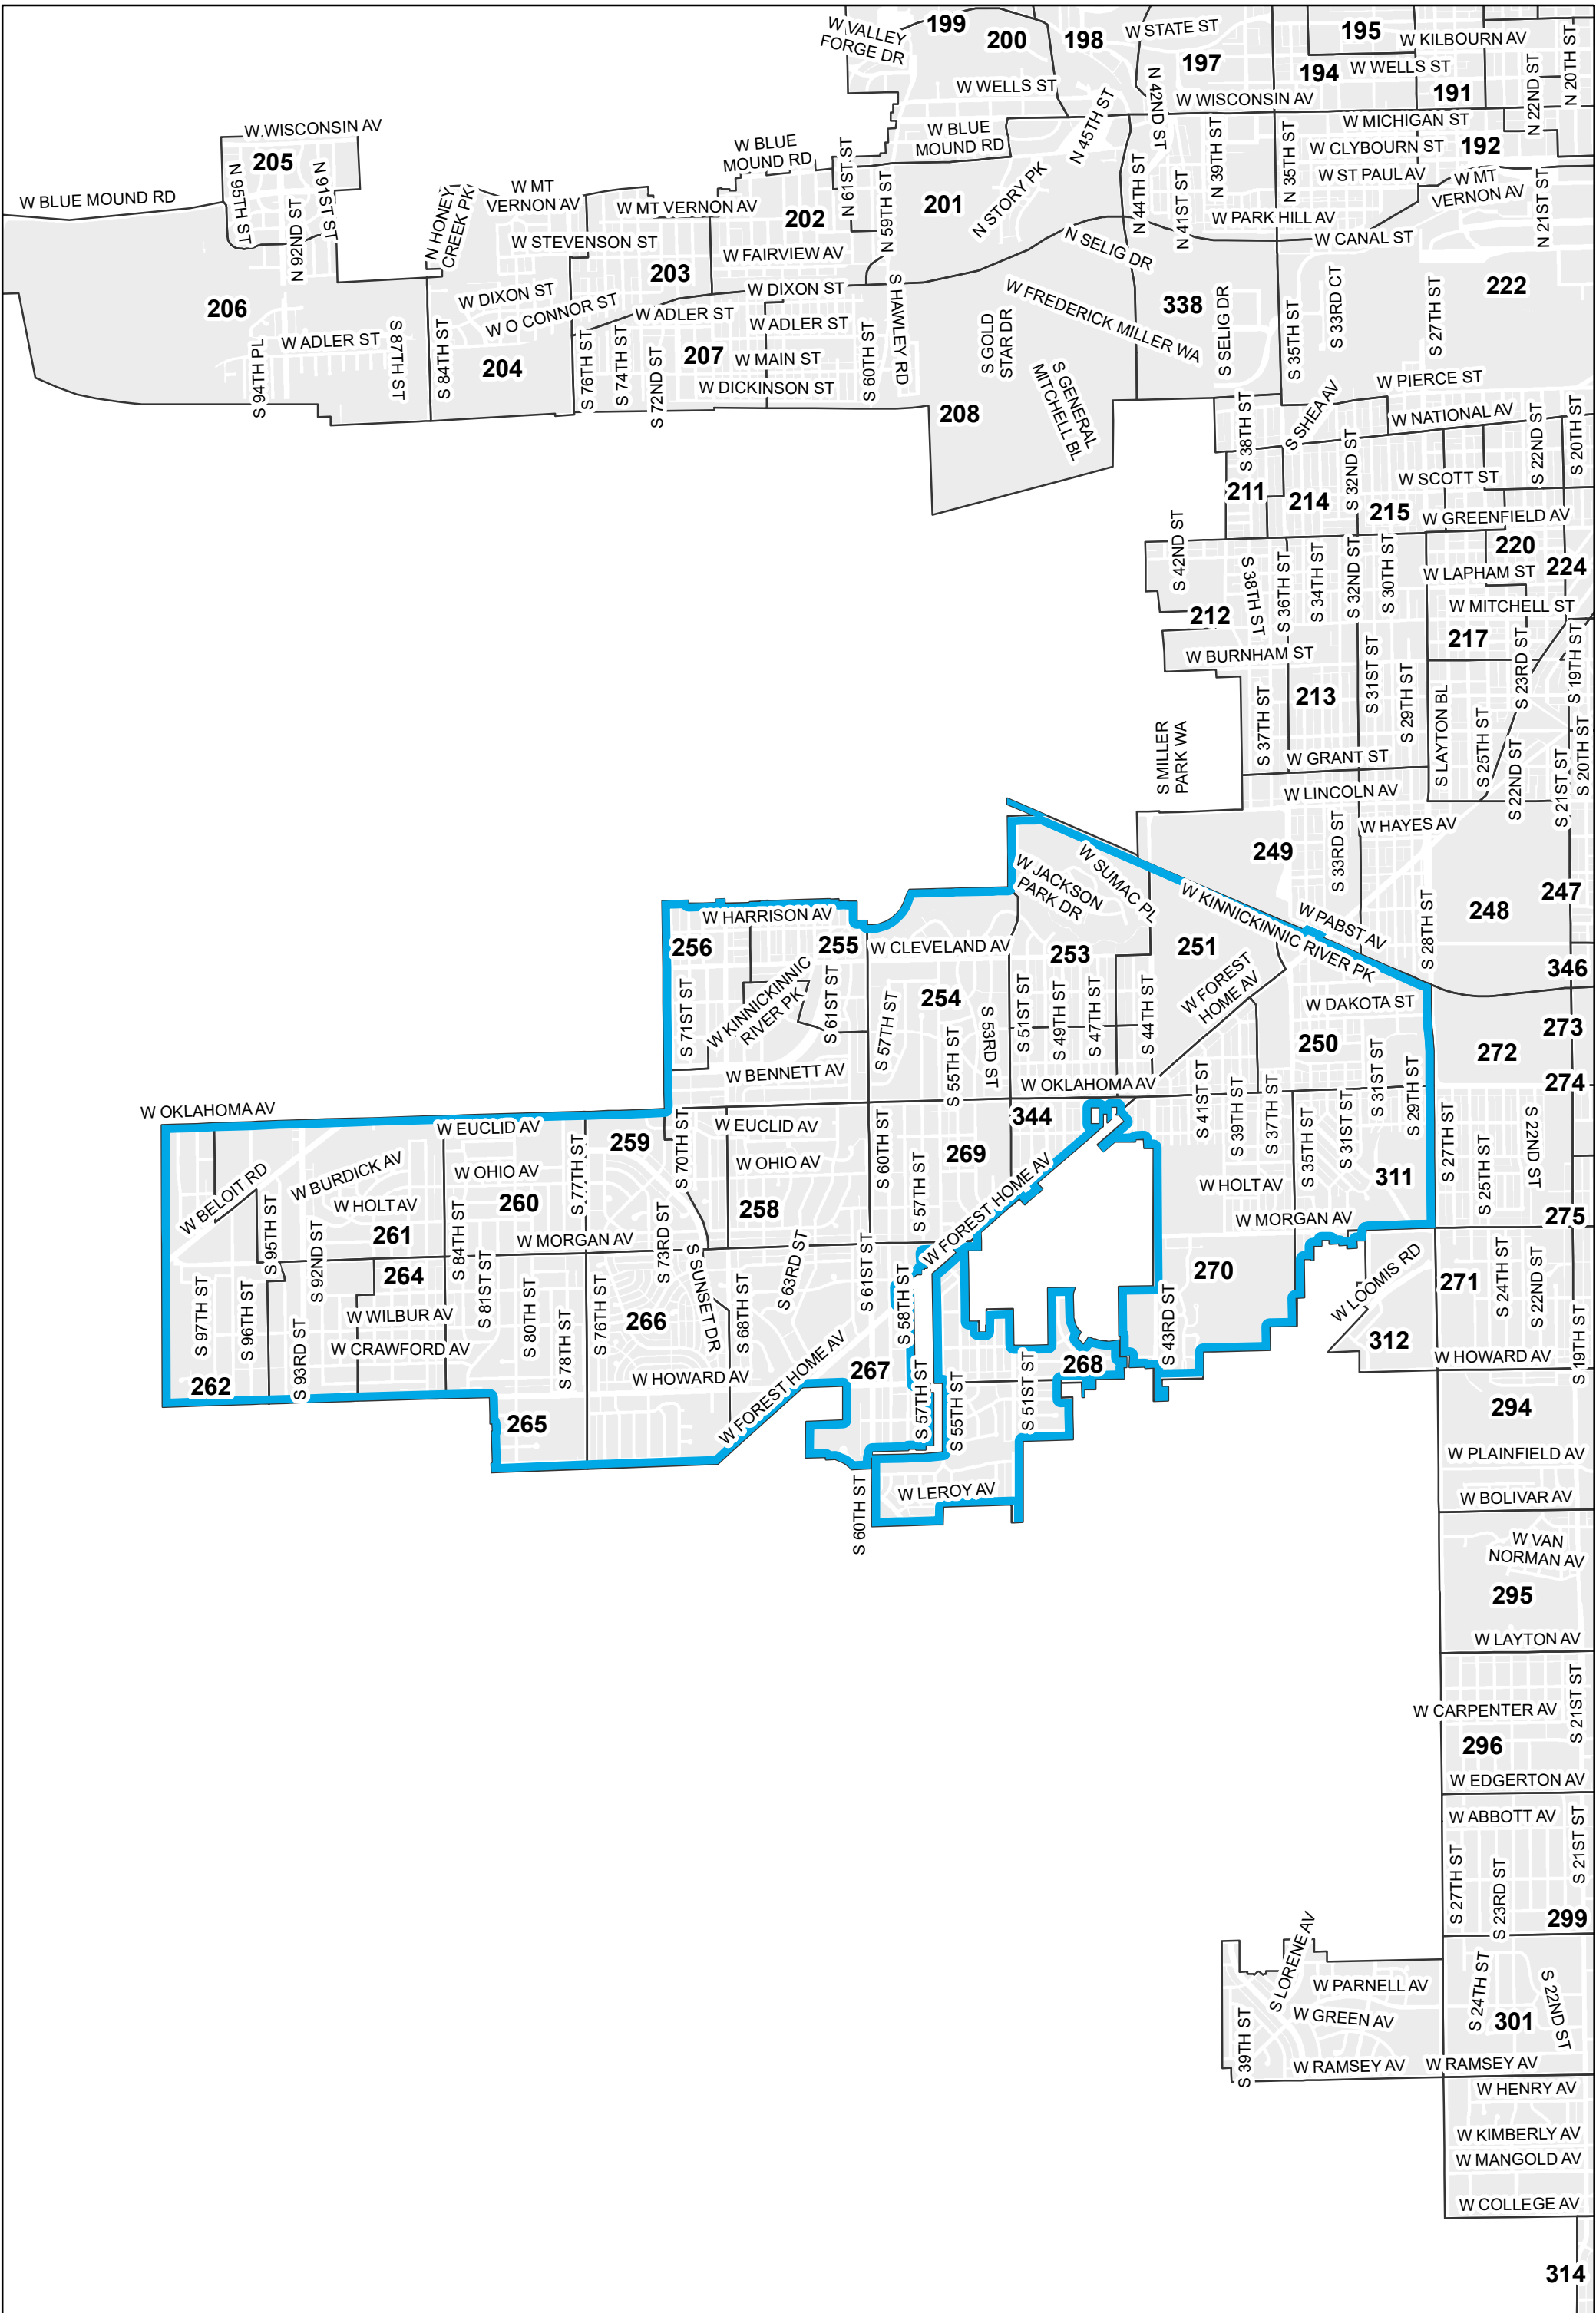 W VALLEY
FORGE DR
199
200
198
W STATE ST
195
W KILBOURN AV
N 20TH ST
197
194
W WELLS ST
N 22ND ST
W WELLS ST
N 42ND ST
W WISCONSIN AV
191
N 45TH ST
W MICHIGAN ST
W.WISCONSIN AV
W BLUE
MOUND RD
W BLUE
MOUND RD
N 61ST ST
N 39TH ST
N 35TH ST
W CLYBOURN ST
192
205
N 95TH ST
N 91ST ST
N 92ND ST
W ST PAUL AV
W MT
VERNON AV
N 21ST ST
W BLUE MOUND RD
N HONEY
CREEK PK
W MT
VERNON AV
W MT VERNON AV
202
N 59TH ST
201
N STORY PK
N 44TH ST
N 41ST ST
W PARK HILL AV
W CANAL ST
W STEVENSON ST
W FAIRVIEW AV
N SELIG DR
203
206
W DIXON ST
W O CONNOR ST
W DIXON ST
S HAWLEY RD
W FREDERICK MILLER WA
338
S 33RD CT
S 27TH ST
222
W ADLER ST
W ADLER ST
W ADLER ST
S 87TH ST
S 84TH ST
204
S 76TH ST
S 74TH ST
S 72ND ST
207
W MAIN ST
W DICKINSON ST
S 60TH ST
S GOLD
STAR DR
S GENERAL
MITCHELL BL
S SELIG DR
S 35TH ST
S 94TH PL
208
W PIERCE ST
W NATIONAL AV
S SHEA AV
S 38TH ST
S 32ND ST
S 22ND ST
S 20TH ST
211
214
215
W SCOTT ST
W GREENFIELD AV
S 42ND ST
220
224
S 38TH ST
S 36TH ST
S 34TH ST
S 32ND ST
S 30TH ST
W LAPHAM ST
W MITCHELL ST
212
217
W BURNHAM ST
S 31ST ST
S 29TH ST
S 23RD ST
S 19TH ST
213
S 37TH ST
S LAYTON BL
S 25TH ST
S 22ND ST
S 21ST ST
S 20TH ST
S MILLER
PARK WA
W GRANT ST
W LINCOLN AV
W HAYES AV
249
S 33RD ST
W JACKSON
PARK DR
W SUMAC PL
W KINNICKINNIC RIVER PK
W PABST AV
S 28TH ST
248
247
W HARRISON AV
256
255
W CLEVELAND AV
253
251
346
W KINNICKINNIC
RIVER PK
S 71ST ST
S 61ST ST
254
S 57TH ST
S 55TH ST
S 53RD ST
S 51ST ST
S 49TH ST
S 47TH ST
S 44TH ST
W FOREST
HOME AV
W DAKOTA ST
250
272
273
W BENNETT AV
W OKLAHOMA AV
274
W OKLAHOMA AV
W EUCLID AV
259
S 70TH ST
W EUCLID AV
S 60TH ST
344
S 41ST ST
S 39TH ST
S 37TH ST
S 35TH ST
S 31ST ST
S 31ST ST
S 29TH ST
S 27TH ST
S 25TH ST
S 22ND ST
W BELOIT RD
W BURDICK AV
W OHIO AV
S 77TH ST
W OHIO AV
269
W HOLT AV
260
258
S 57TH ST
W HOLT AV
311
S 95TH ST
S 92ND ST
261
S 84TH ST
W MORGAN AV
S 73RD ST
W FOREST HOME AV
W MORGAN AV
275
264
S 81ST ST
S SUNSET DR
S 63RD ST
S 61ST ST
S 58TH ST
270
W LOOMIS RD
271
S 24TH ST
S 22ND ST
S 97TH ST
S 96TH ST
W WILBUR AV
S 80TH ST
S 76TH ST
266
S 68TH ST
S 43RD ST
S 93RD ST
W CRAWFORD AV
S 78TH ST
W HOWARD AV
W FOREST HOME AV
267
268
312
W HOWARD AV
S 19TH ST
262
265
S 57TH ST
S 55TH ST
S 51ST ST
294
W PLAINFIELD AV
W LEROY AV
S 60TH ST
W BOLIVAR AV
W VAN
NORMAN AV
295
W LAYTON AV
S 21ST ST
W CARPENTER AV
296
W EDGERTON AV
W ABBOTT AV
S 21ST ST
S 27TH ST
S 23RD ST
299
S LORENE AV
W PARNELL AV
S 24TH ST
S 22ND ST
W GREEN AV
301
S 39TH ST
W RAMSEY AV
W RAMSEY AV
W HENRY AV
W KIMBERLY AV
W MANGOLD AV
W COLLEGE AV
314